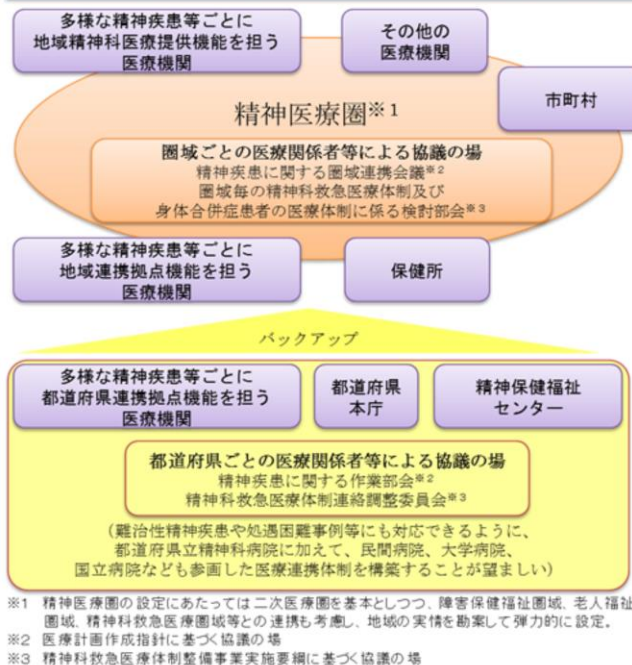 多様な精神疾患等ごとに
地域精神科医療提供機能を担う
医療機関
その他の
医療機関
市町村
精神医療圏※1
圏域ごとの医療関係者等による協議の場
精神疾患に関する圏域連携会議※2
圏域毎の精神科救急医療体制及び
身体合併症患者の医療体制に係る検討部会※3
多様な精神疾患等ごとに
地域連携拠点機能を担う
医療機関
保健所
バックアップ
多様な精神疾患等ごとに
都道府県連携拠点機能を担う
医療機関
都道府県
本庁
精神保健福祉
センター
都道府県ごとの医療関係者等による協議の場
精神疾患に関する作業部会※2
精神科救急医療体制連絡調整委員会※3
（難治性精神疾患や処遇困難事例等にも対応できるように、
都道府県立精神科病院に加えて、民間病院、大学病院、
国立病院なども参画した医療連携体制を構築することが望ましい）
※1 精神医療圏の設定にあたっては二次医療圏を基本としつつ、障害保健福祉圏域、老人福祉
圏域、精神科救急医療圏域等との連携も考慮し、地域の実情を勘案して弾力的に設定。
※2 医療計画作成指針に基づく協議の場
※3 精神科救急医療体制整備事業実施要綱に基づく協議の場